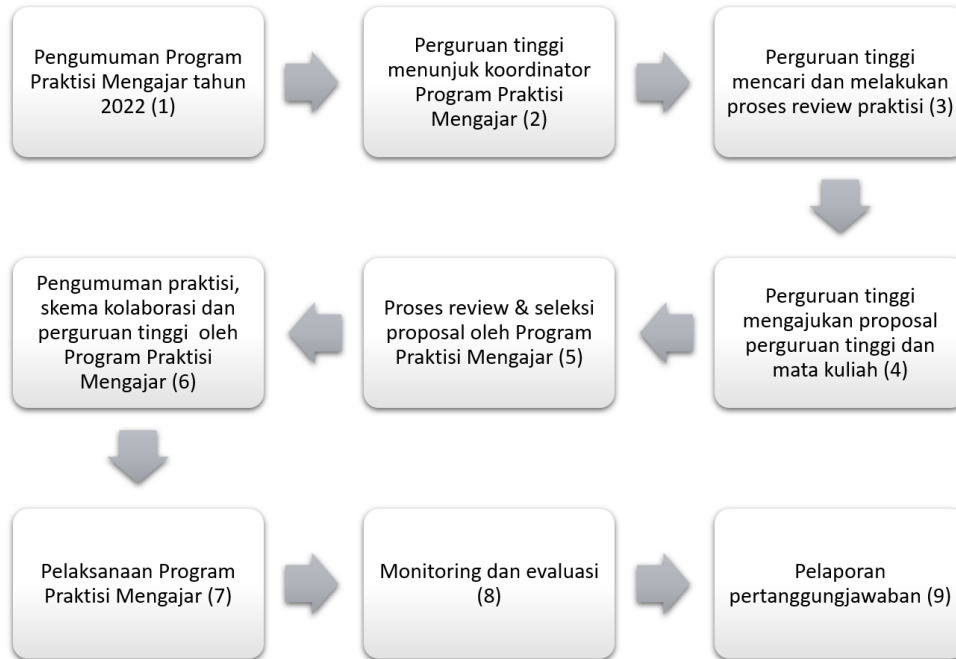 Pengumuman Program
Praktisi Mengajar tahun
2022 (1)
Perguruan tinggi
menunjuk koordinator
Program Praktisi
Mengajar (2)
Perguruan tinggi
mencari dan melakukan
proses review praktisi (3)
Perguruan tinggi
mengajukan proposal
perguruan tinggi dan
mata kuliah (4)
Proses review & seleksi
proposal oleh Program
Praktisi Mengajar (5)
Pengumuman praktisi,
skema kolaborasi dan
perguruan tinggi oleh
Program Praktisi
Mengajar (6)
Pelaksanaan Program
Praktisi Mengajar (7)
Monitoring dan evaluasi
(8)
Pelaporan
pertanggungjawaban (9)